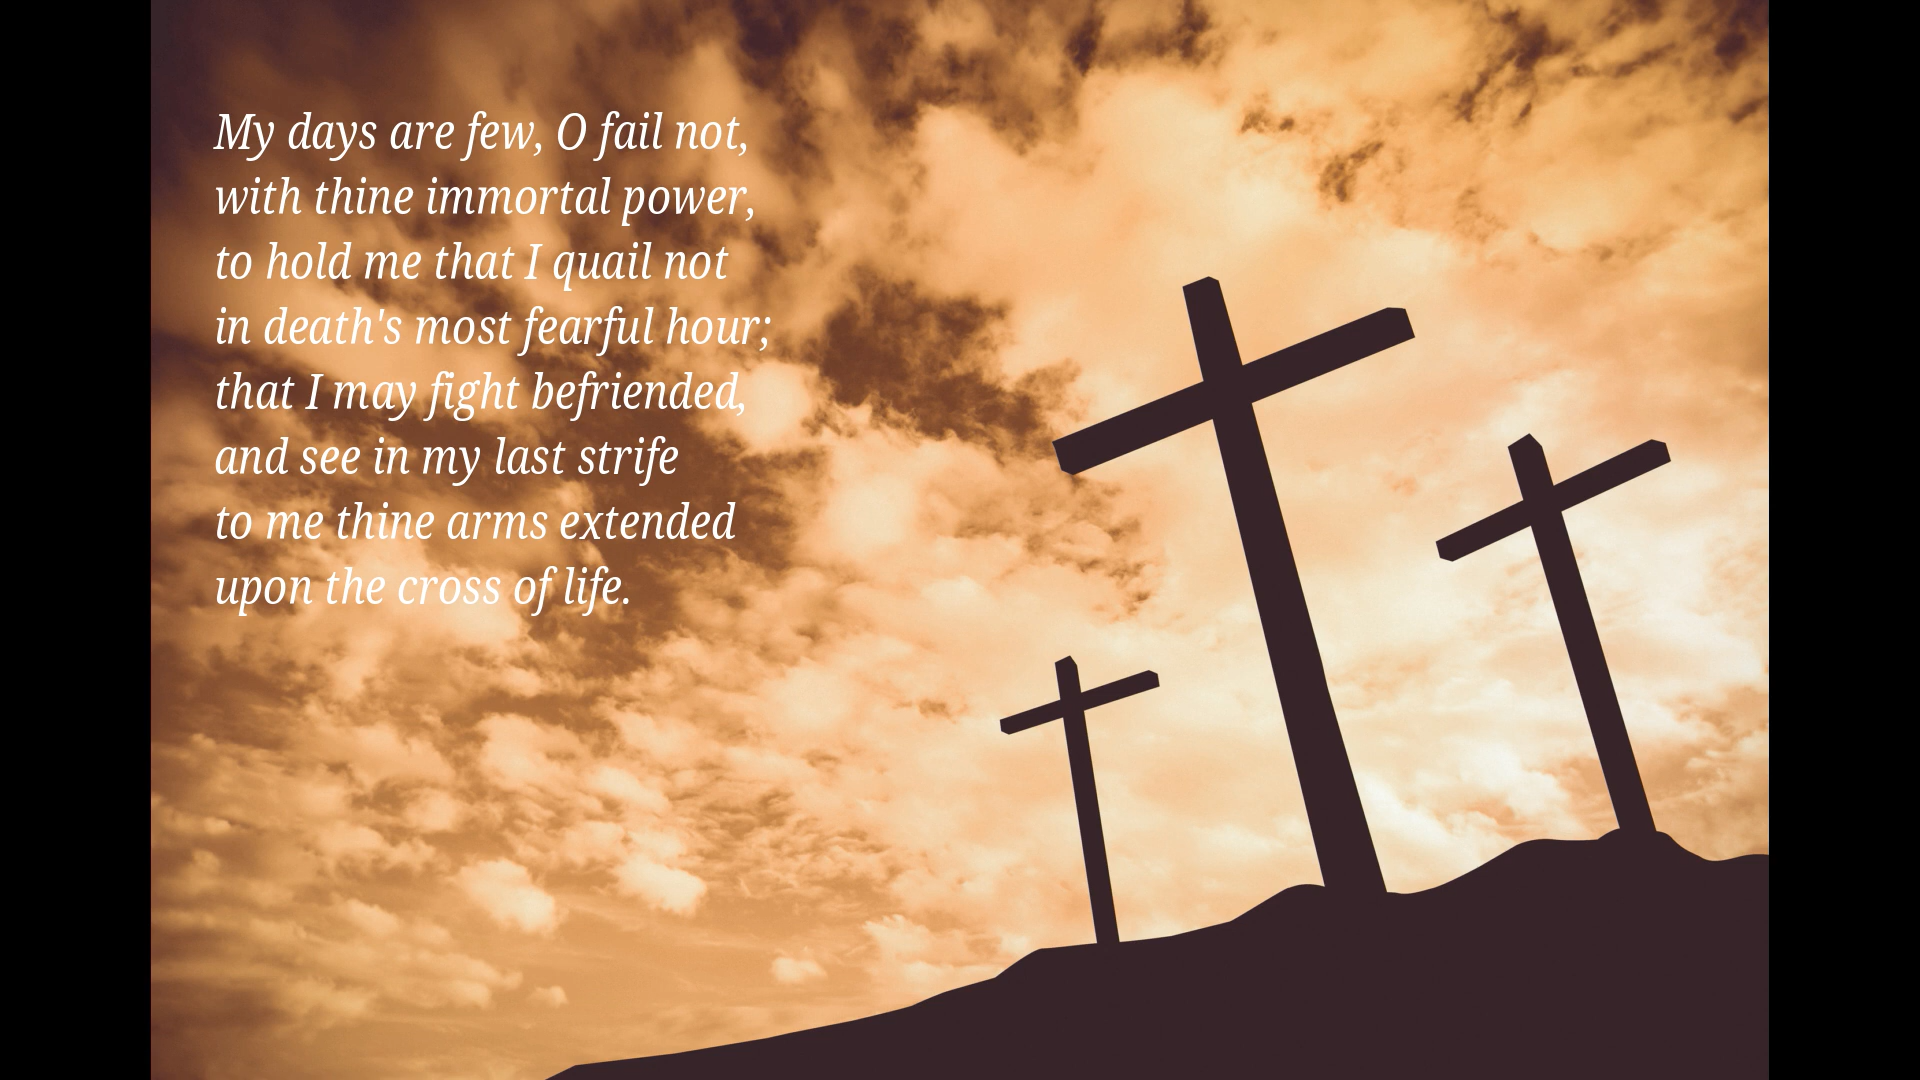 My days are few, O fail not,
with thine immortal power,
to hold me that I quail not
in death's most fearful hour;
that I may fight befriended,
and see in my last strife
to me thine arms extended
upon the cross of life.